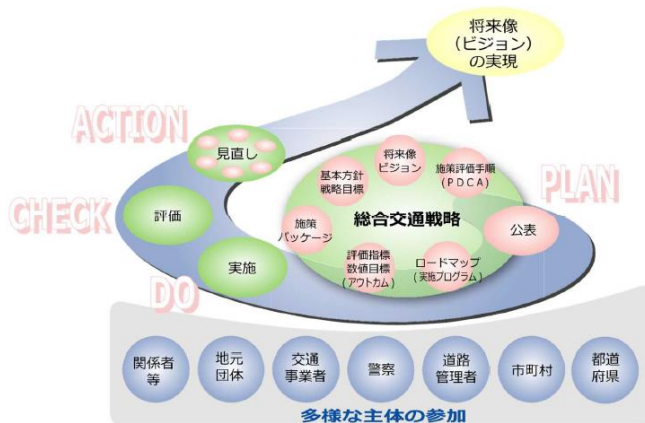 将来像
（ビジョン）
の実現
ACTION
見直し
将来像
ビジョン
基本方針
戦略目標
施策評価手順
（ＰＤＣＡ）
PLAN
CHECK
評価
施策
パッケージ
総合交通戦略
公表
実施
評価指標
数値目標
（アウトカム）
ロードマップ
（実施プログラム）
DO
関係者
等
地元
団体
交通
事業者
警察
道路
管理者
市町村
都道
府県
多様な主体の参加